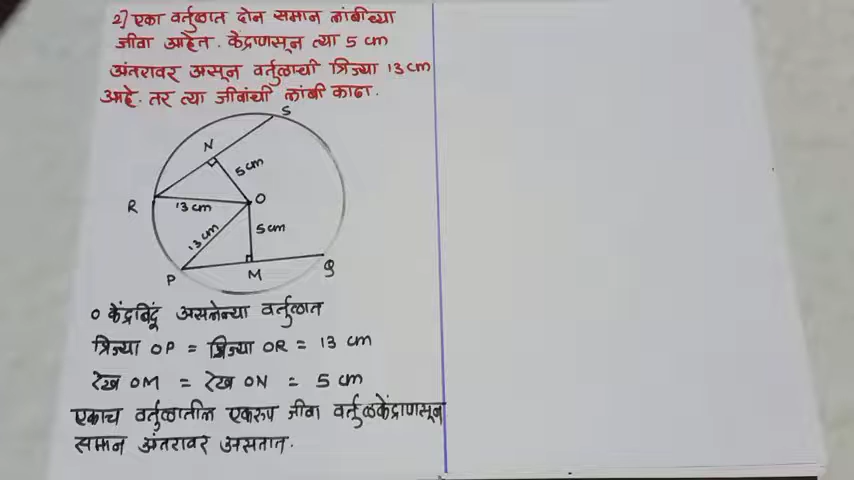 2] एका वर्तुळात दोन समान लांबीच्या
जीवा आहेत. केंद्रापासून त्या 5 cm
अंतरावर असून वर्तुळाची त्रिज्या 13 cm
आहे. तर त्या जीवांची लांबी काढा.
S
N
5 cm
R
13 cm
O
13 cm
5 cm
P
M
Q
O केंद्रबिंदू असलेल्या वर्तुळात
त्रिज्या OP = त्रिज्या OR = 13 cm
रेख OM = रेख ON = 5 cm
एकाच वर्तुळातील एकरूप जीवा वर्तुळकेंद्रापासून
समान अंतरावर असतात.